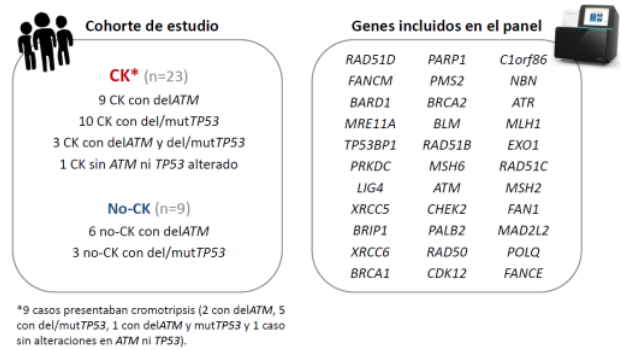 Cohorte de estudio
CK* (n=23)
9 CK con delATM
10 CK con del/mutTP53
3 CK con delATM y del/mutTP53
1 CK sin ATM ni TP53 alterado
No-CK (n=9)
6 no-CK con delATM
3 no-CK con del/mutTP53
*9 casos presentaban cromotripsis (2 con delATM, 5
con del/mutTP53, 1 con delATM y mutTP53 y 1 caso
sin alteraciones en ATM ni TP53).
Genes incluidos en el panel
RAD51D PARP1 C1orf86
FANCM PMS2 NBN
BARD1 BRCA2 ATR
MRE11A BLM MLH1
TP53BP1 RAD51B EXO1
PRKDC MSH6 RAD51C
LIG4 ATM MSH2
XRCC5 CHEK2 FAN1
BRIP1 PALB2 MAD2L2
XRCC6 RAD50 POLQ
BRCA1 CDK12 FANCE